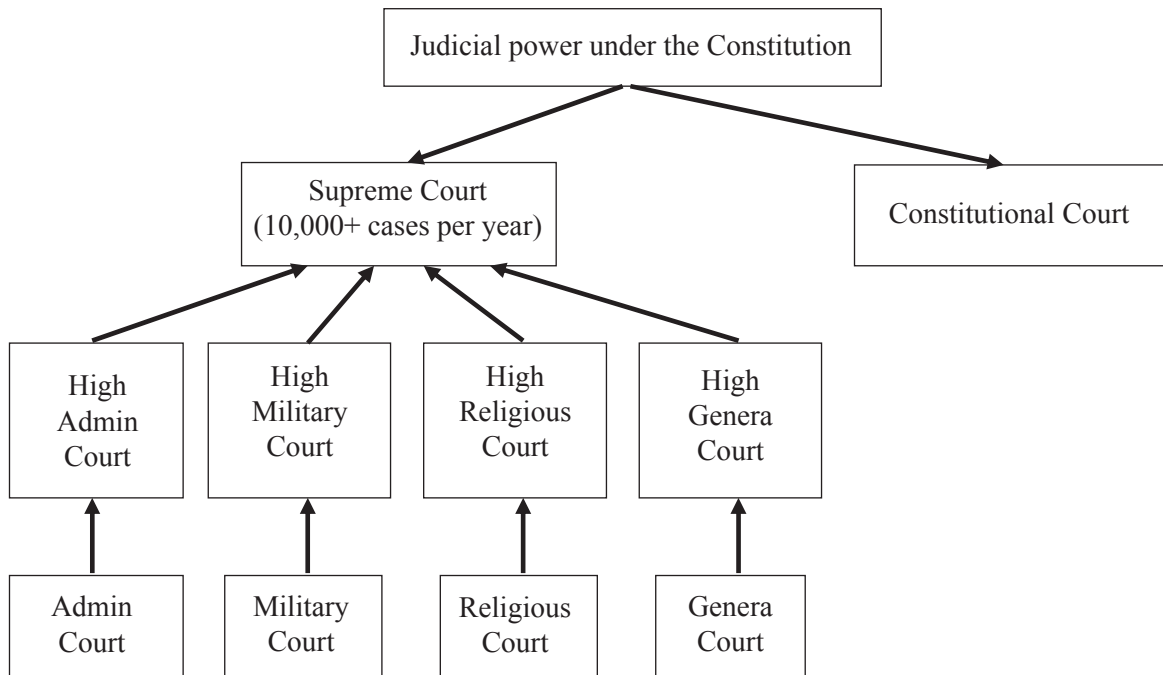 Judicial power under the Constitution
Supreme Court
(10,000+ cases per year)
Constitutional Court
High
Admin
Court
High
Military
Court
High
Religious
Court
High
Genera
Court
Admin
Court
Military
Court
Religious
Court
Genera
Court